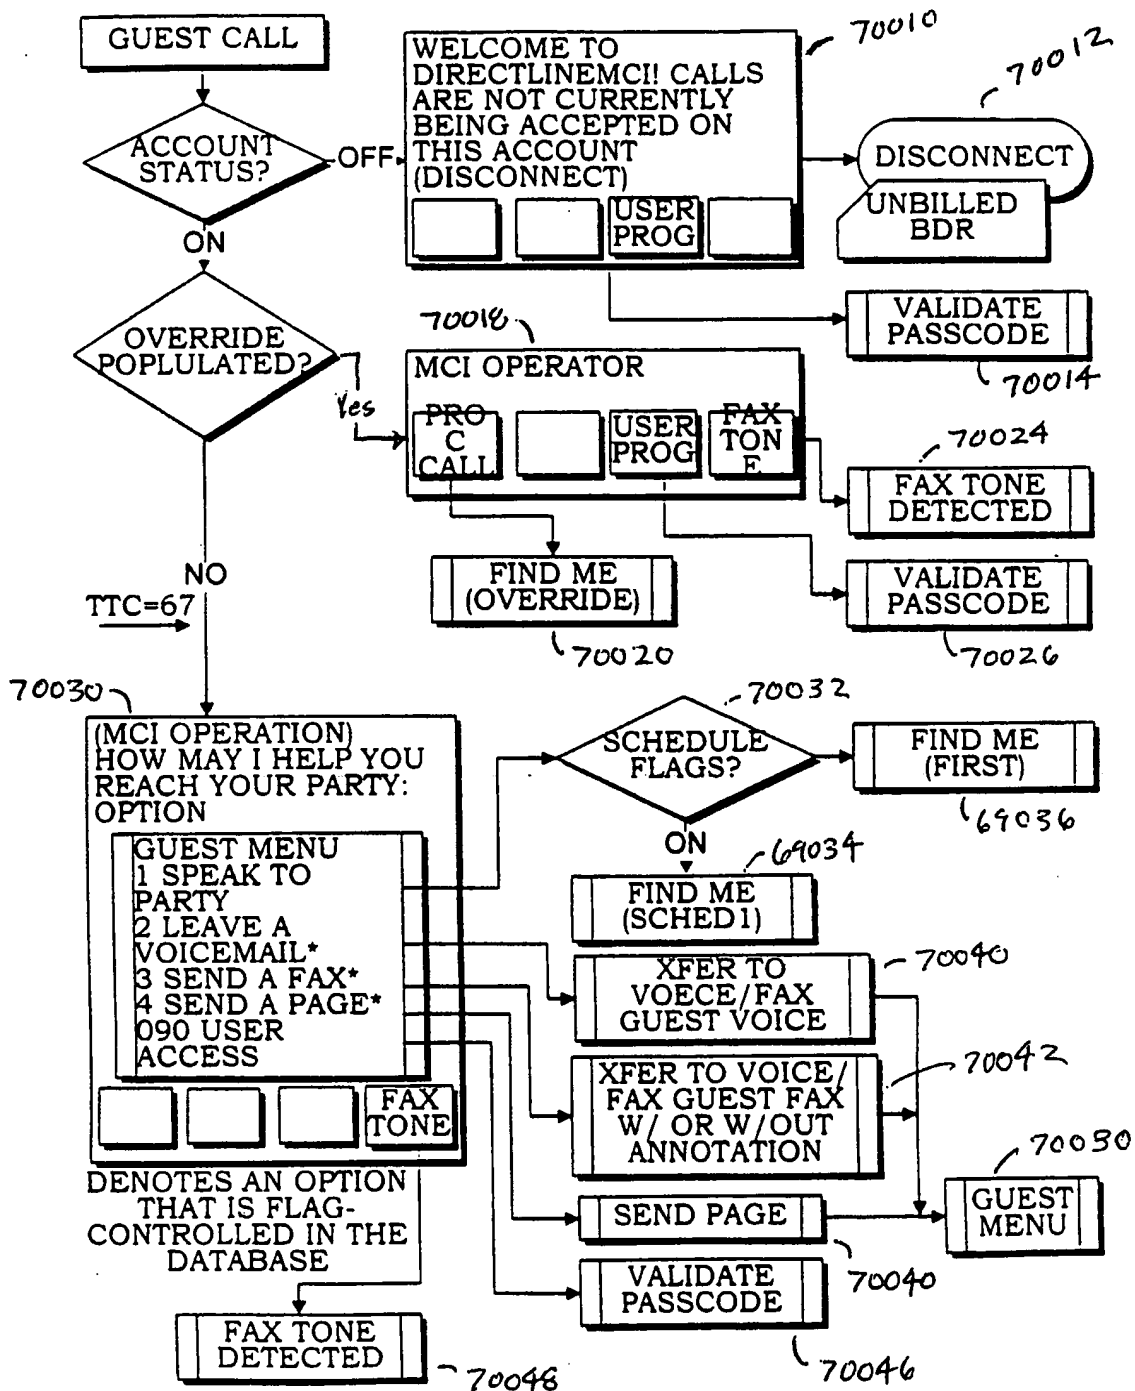 GUEST CALL
ACCOUNT
STATUS?
OFF
ON
WELCOME TO
DIRECTLINEMCI! CALLS
ARE NOT CURRENTLY
BEING ACCEPTED ON
THIS ACCOUNT
(DISCONNECT)
USER
PROG
70010
70012
DISCONNECT
UNBILLED
BDR
VALIDATE
PASSCODE
70014
OVERRIDE
POPLULATED?
Yes
70018
MCI OPERATOR
PRO
C
CALL
USER
PROG
FAX
TON
E
70024
FAX TONE
DETECTED
FIND ME
(OVERRIDE)
70020
VALIDATE
PASSCODE
70026
NO
TTC=67
70030
(MCI OPERATION)
HOW MAY I HELP YOU
REACH YOUR PARTY:
OPTION
GUEST MENU
1 SPEAK TO
PARTY
2 LEAVE A
VOICEMAIL*
3 SEND A FAX*
4 SEND A PAGE*
090 USER
ACCESS
FAX
TONE
DENOTES AN OPTION
THAT IS FLAG-
CONTROLLED IN THE
DATABASE
FAX TONE
DETECTED
70048
70032
SCHEDULE
FLAGS?
FIND ME
(FIRST)
69036
ON
69034
FIND ME
(SCHED1)
XFER TO
VOECE/FAX
GUEST VOICE
70040
XFER TO VOICE/
FAX GUEST FAX
W/ OR W/OUT
ANNOTATION
70042
SEND PAGE
70040
70030
GUEST
MENU
VALIDATE
PASSCODE
70046